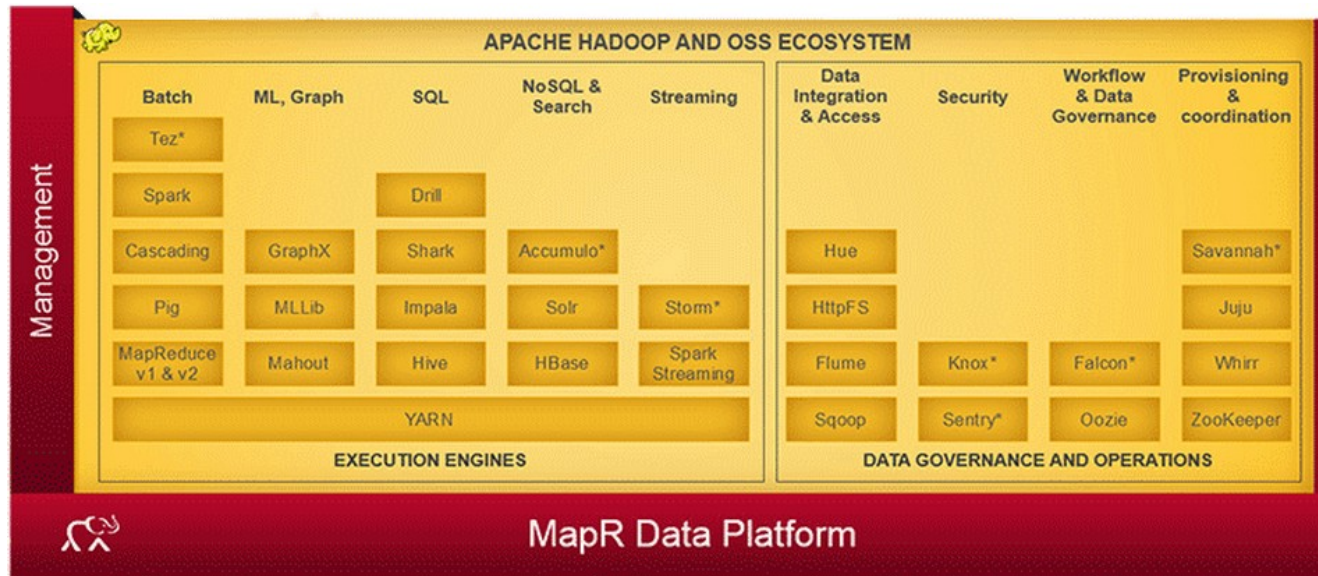 APACHE HADOOP AND OSS ECOSYSTEM
Management
Batch
ML, Graph
SQL
NoSQL &
Search
Streaming
Tez*
Spark
Drill
Cascading
GraphX
Shark
Accumulo*
Pig
MLLib
Impala
Solr
Storm*
MapReduce
v1 & v2
Mahout
Hive
HBase
Spark
Streaming
YARN
EXECUTION ENGINES
Data
Integration
& Access
Security
Workflow
& Data
Governance
Provisioning
&
coordination
Hue
Savannah*
HttpFS
Juju
Flume
Knox*
Falcon*
Whirr
Sqoop
Sentry*
Oozie
ZooKeeper
DATA GOVERNANCE AND OPERATIONS
MapR Data Platform